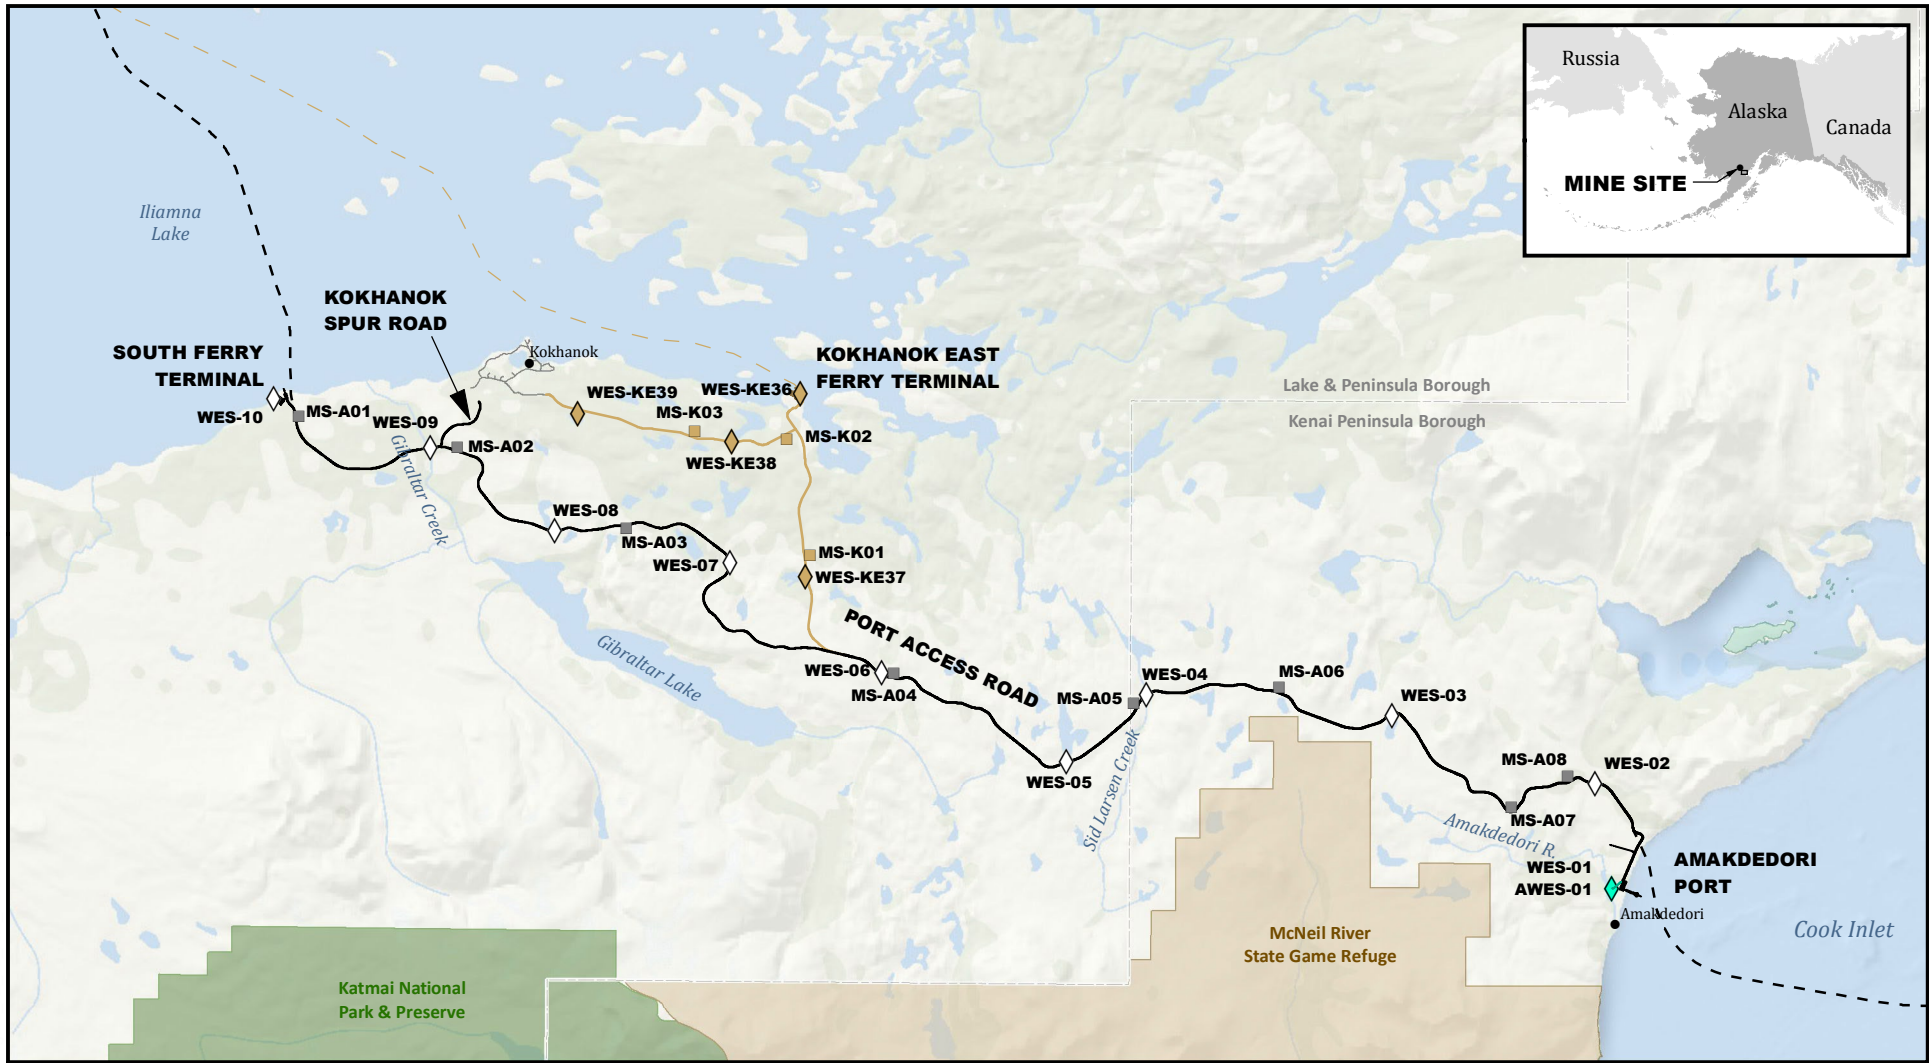 Russia
Alaska
Canada
MINE SITE
Iliamna
Lake
KOKHANOK
SPUR ROAD
SOUTH FERRY
TERMINAL
Kokhanok
KOKHANOK EAST
FERRY TERMINAL
WES-KE39
WES-KE36
MS-K03
MS-K02
WES-KE38
WES-10
MS-A01
WES-09
MS-A02
Gibraltar Creek
Lake & Peninsula Borough
Kenai Peninsula Borough
WES-08
MS-A03
WES-07
MS-K01
WES-KE37
PORT ACCESS ROAD
Gibraltar Lake
WES-06
MS-A04
MS-A05
WES-04
MS-A06
WES-03
WES-05
Sid Larsen Creek
MS-A08
WES-02
MS-A07
Amakdedori R.
WES-01
AWES-01
AMAKDEDORI
PORT
Amakdedori
Cook Inlet
McNeil River
State Game Refuge
Katmai National
Park & Preserve